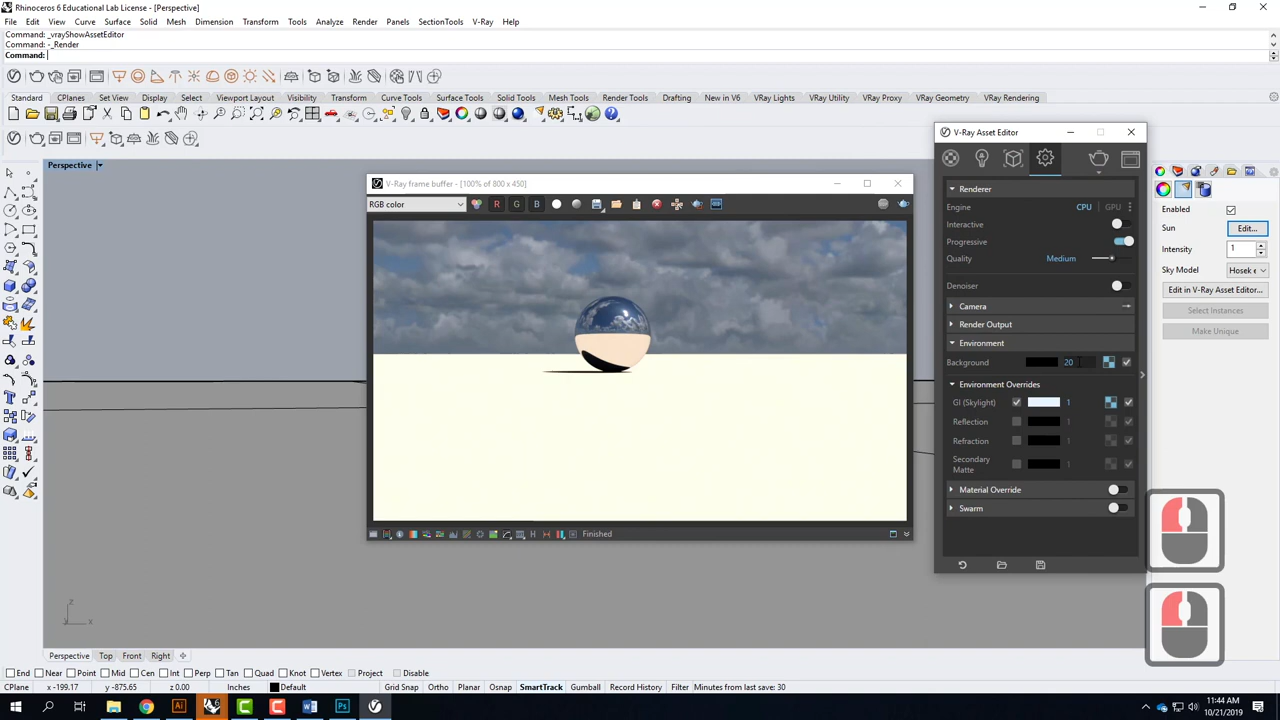 Rhinoceros 6 Educational Lab License - [Perspective]
File Edit View Curve Surface Solid Mesh Dimension Transform Tools Analyze Render Panels SectionTools V-Ray Help
Command: _vrayShowAssetEditor
Command: -_Render
Command:
Standard CPlanes Set View Display Select Viewport Layout Visibility Transform Curve Tools Surface Tools Solid Tools Mesh Tools Render Tools Drafting New in V6 VRay Lights VRay Utility VRay Proxy VRay Geometry VRay Rendering
Perspective
V-Ray frame buffer - [100% of 800 x 450]
RGB color
R G B
H
Finished
V-Ray Asset Editor
Renderer
Engine CPU GPU
Interactive
Progressive
Quality Medium
Denoiser
Camera
Render Output
Environment
Background 20
Environment Overrides
GI (Skylight) 1
Reflection 1
Refraction 1
Secondary Matte 1
Material Override
Swarm
Enabled
Sun Edit...
Intensity 1
Sky Model Hosek e
Edit in V-Ray Asset Editor...
Select Instances
Make Unique
z
x
Perspective Top Front Right
End Near Point Mid Cen Int Perp Tan Quad Knot Vertex Project Disable
CPlane x -199.17 y -875.65 z 0.00 Inches Default Grid Snap Ortho Planar Osnap SmartTrack Gumball Record History Filter Minutes from last save: 30
11:44 AM
10/21/2019